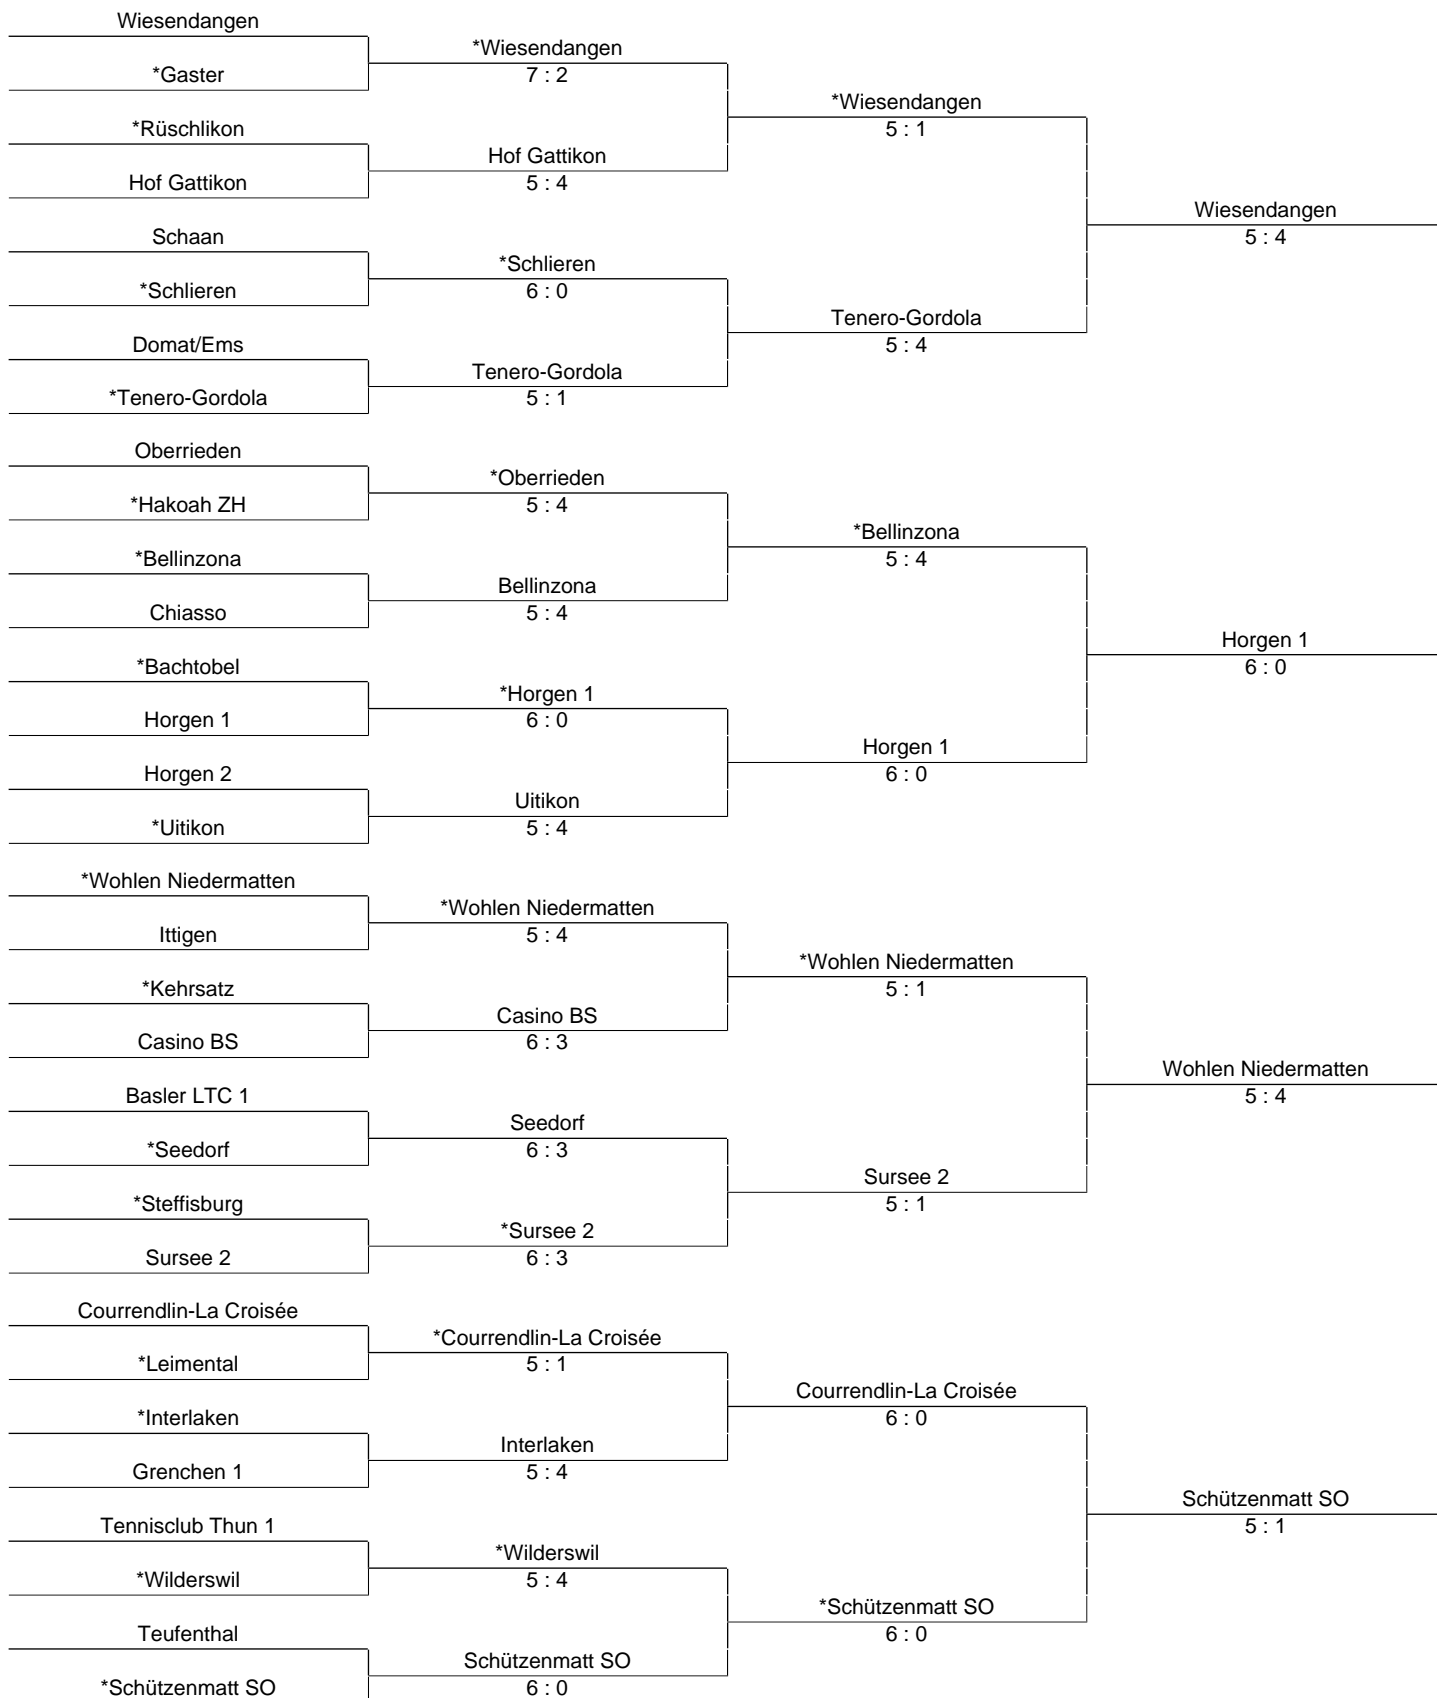 Wiesendangen
*Gaster
*Rüschlikon
Hof Gattikon
Schaan
*Schlieren
Domat/Ems
*Tenero-Gordola
Oberrieden
*Hakoah ZH
*Bellinzona
Chiasso
*Bachtobel
Horgen 1
Horgen 2
*Uitikon
*Wohlen Niedermatten
Ittigen
*Kehrsatz
Casino BS
Basler LTC 1
*Seedorf
*Steffisburg
Sursee 2
Courrendlin-La Croisée
*Leimental
*Interlaken
Grenchen 1
Tennisclub Thun 1
*Wilderswil
Teufenthal
*Schützenmatt SO
*Wiesendangen
7 : 2
Hof Gattikon
5 : 4
*Schlieren
6 : 0
Tenero-Gordola
5 : 1
*Oberrieden
5 : 4
Bellinzona
5 : 4
*Horgen 1
6 : 0
Uitikon
5 : 4
*Wohlen Niedermatten
5 : 4
Casino BS
6 : 3
Seedorf
6 : 3
*Sursee 2
6 : 3
*Courrendlin-La Croisée
5 : 1
Interlaken
5 : 4
*Wilderswil
5 : 4
Schützenmatt SO
6 : 0
*Wiesendangen
5 : 1
Tenero-Gordola
5 : 4
*Bellinzona
5 : 4
Horgen 1
6 : 0
*Wohlen Niedermatten
5 : 1
Sursee 2
5 : 1
Courrendlin-La Croisée
6 : 0
*Schützenmatt SO
6 : 0
Wiesendangen
5 : 4
Horgen 1
6 : 0
Wohlen Niedermatten
5 : 4
Schützenmatt SO
5 : 1